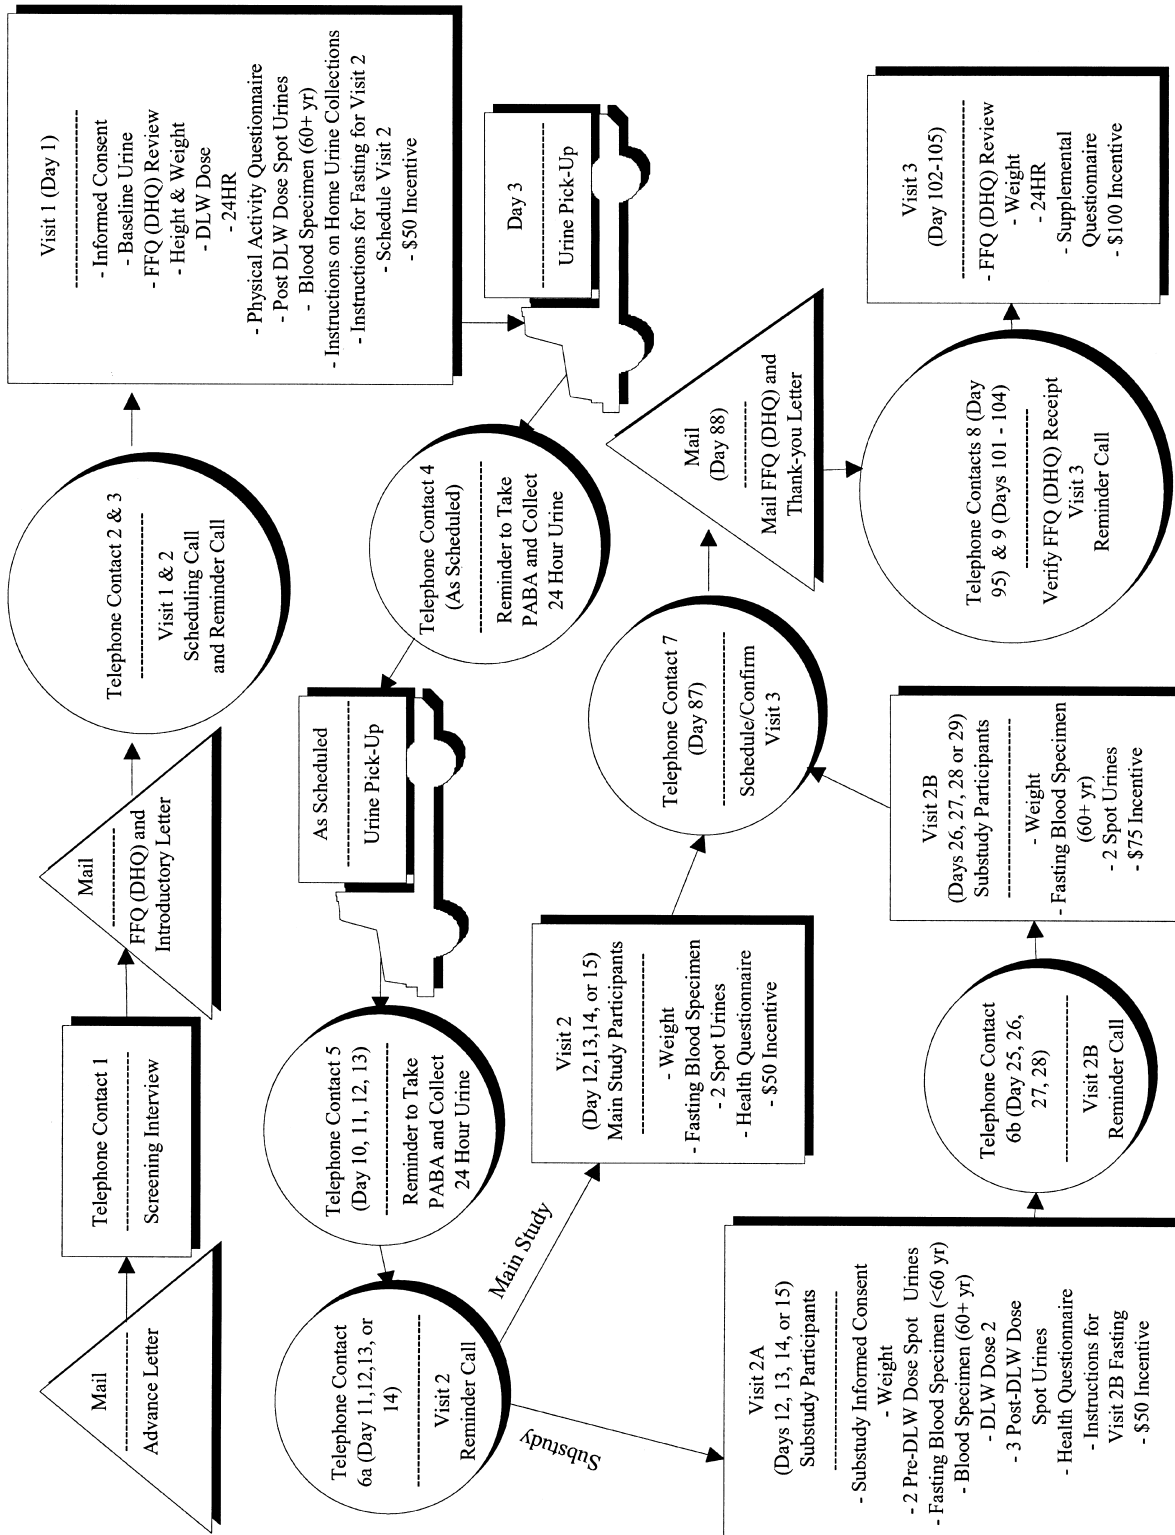 Mail
Advance Letter
Telephone Contact 1
Screening Interview
Mail
FFQ (DHQ) and
Introductory Letter
Telephone Contact 2 & 3
Visit 1 & 2
Scheduling Call
and Reminder Call
Visit 1 (Day 1)
- Informed Consent
- Baseline Urine
- FFQ (DHQ) Review
- Height & Weight
- DLW Dose
- 24HR
- Physical Activity Questionnaire
- Post DLW Dose Spot Urines
- Blood Specimen (60+ yr)
- Instructions on Home Urine Collections
- Instructions for Fasting for Visit 2
- Schedule Visit 2
- $50 Incentive
Day 3
Urine Pick-Up
Telephone Contact 4
(As Scheduled)
Reminder to Take
PABA and Collect
24 Hour Urine
As Scheduled
Urine Pick-Up
Telephone Contact 5
(Day 10, 11, 12, 13)
Reminder to Take
PABA and Collect
24 Hour Urine
Telephone Contact
6a (Day 11,12,13, or
14)
Visit 2
Reminder Call
Main Study
Substudy
Visit 2
(Day 12,13,14, or 15)
Main Study Participants
- Weight
- Fasting Blood Specimen
- 2 Spot Urines
- Health Questionnaire
- $50 Incentive
Visit 2A
(Days 12, 13, 14, or 15)
Substudy Participants
- Substudy Informed Consent
- Weight
- 2 Pre-DLW Dose Spot Urines
- Fasting Blood Specimen (<60 yr)
- Blood Specimen (60+ yr)
- DLW Dose 2
- 3 Post-DLW Dose
Spot Urines
- Health Questionnaire
- Instructions for
Visit 2B Fasting
- $50 Incentive
Telephone Contact
6b (Day 25, 26,
27, 28)
Visit 2B
Reminder Call
Visit 2B
(Days 26, 27, 28 or 29)
Substudy Participants
- Weight
- Fasting Blood Specimen
(60+ yr)
- 2 Spot Urines
- $75 Incentive
Telephone Contact 7
(Day 87)
Schedule/Confirm
Visit 3
Mail
(Day 88)
Mail FFQ (DHQ) and
Thank-you Letter
Telephone Contacts 8 (Day
95) & 9 (Days 101 - 104)
Verify FFQ (DHQ) Receipt
Visit 3
Reminder Call
Visit 3
(Day 102-105)
- FFQ (DHQ) Review
- Weight
- 24HR
- Supplemental
Questionnaire
- $100 Incentive